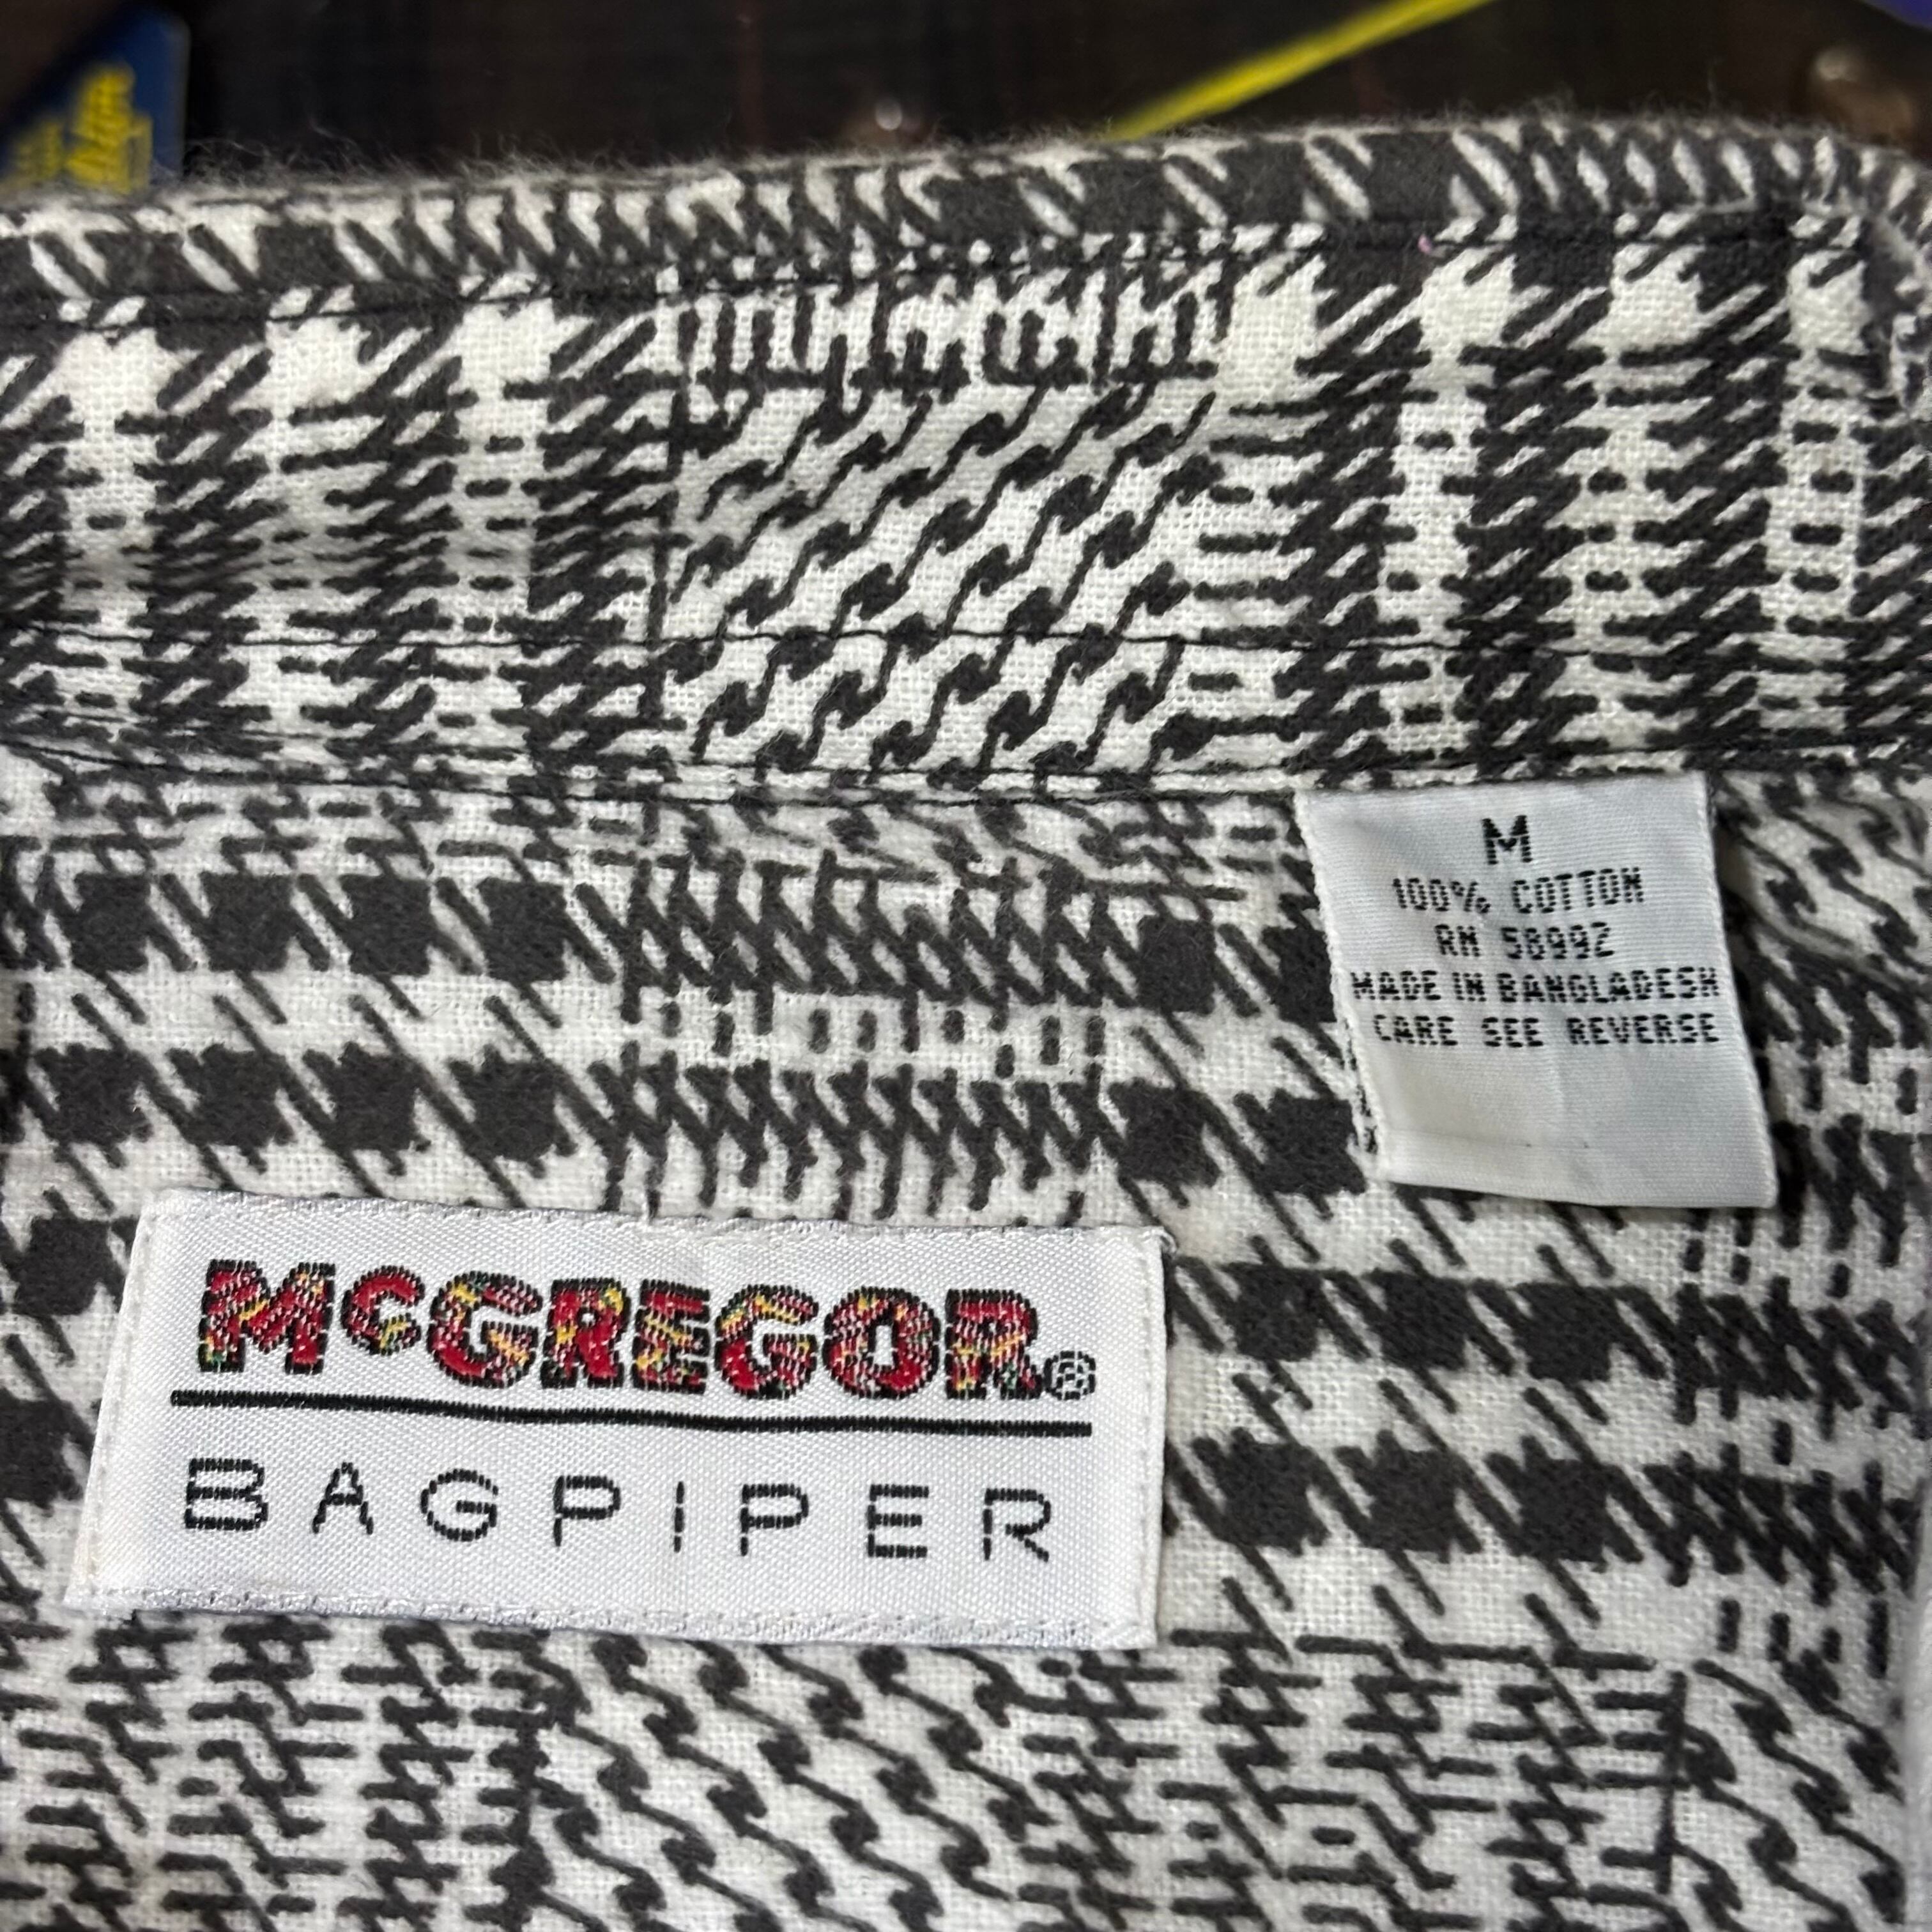 M
100% COTTON
RN 58992
MADE IN BANGLADESH
CARE SEE REVERSE
MCGREGOR®
BAGPIPER